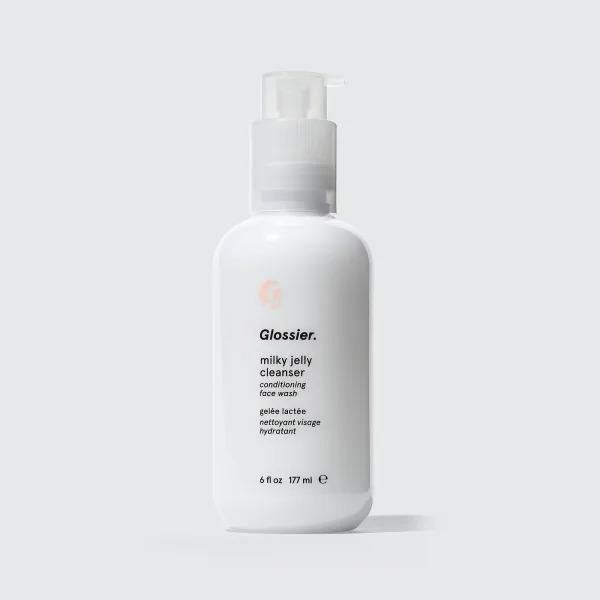 Glossier.
milky jelly
cleanser
conditioning
face wash
gelée lactée
nettoyant visage
hydratant
6 fl oz 177 ml ℮